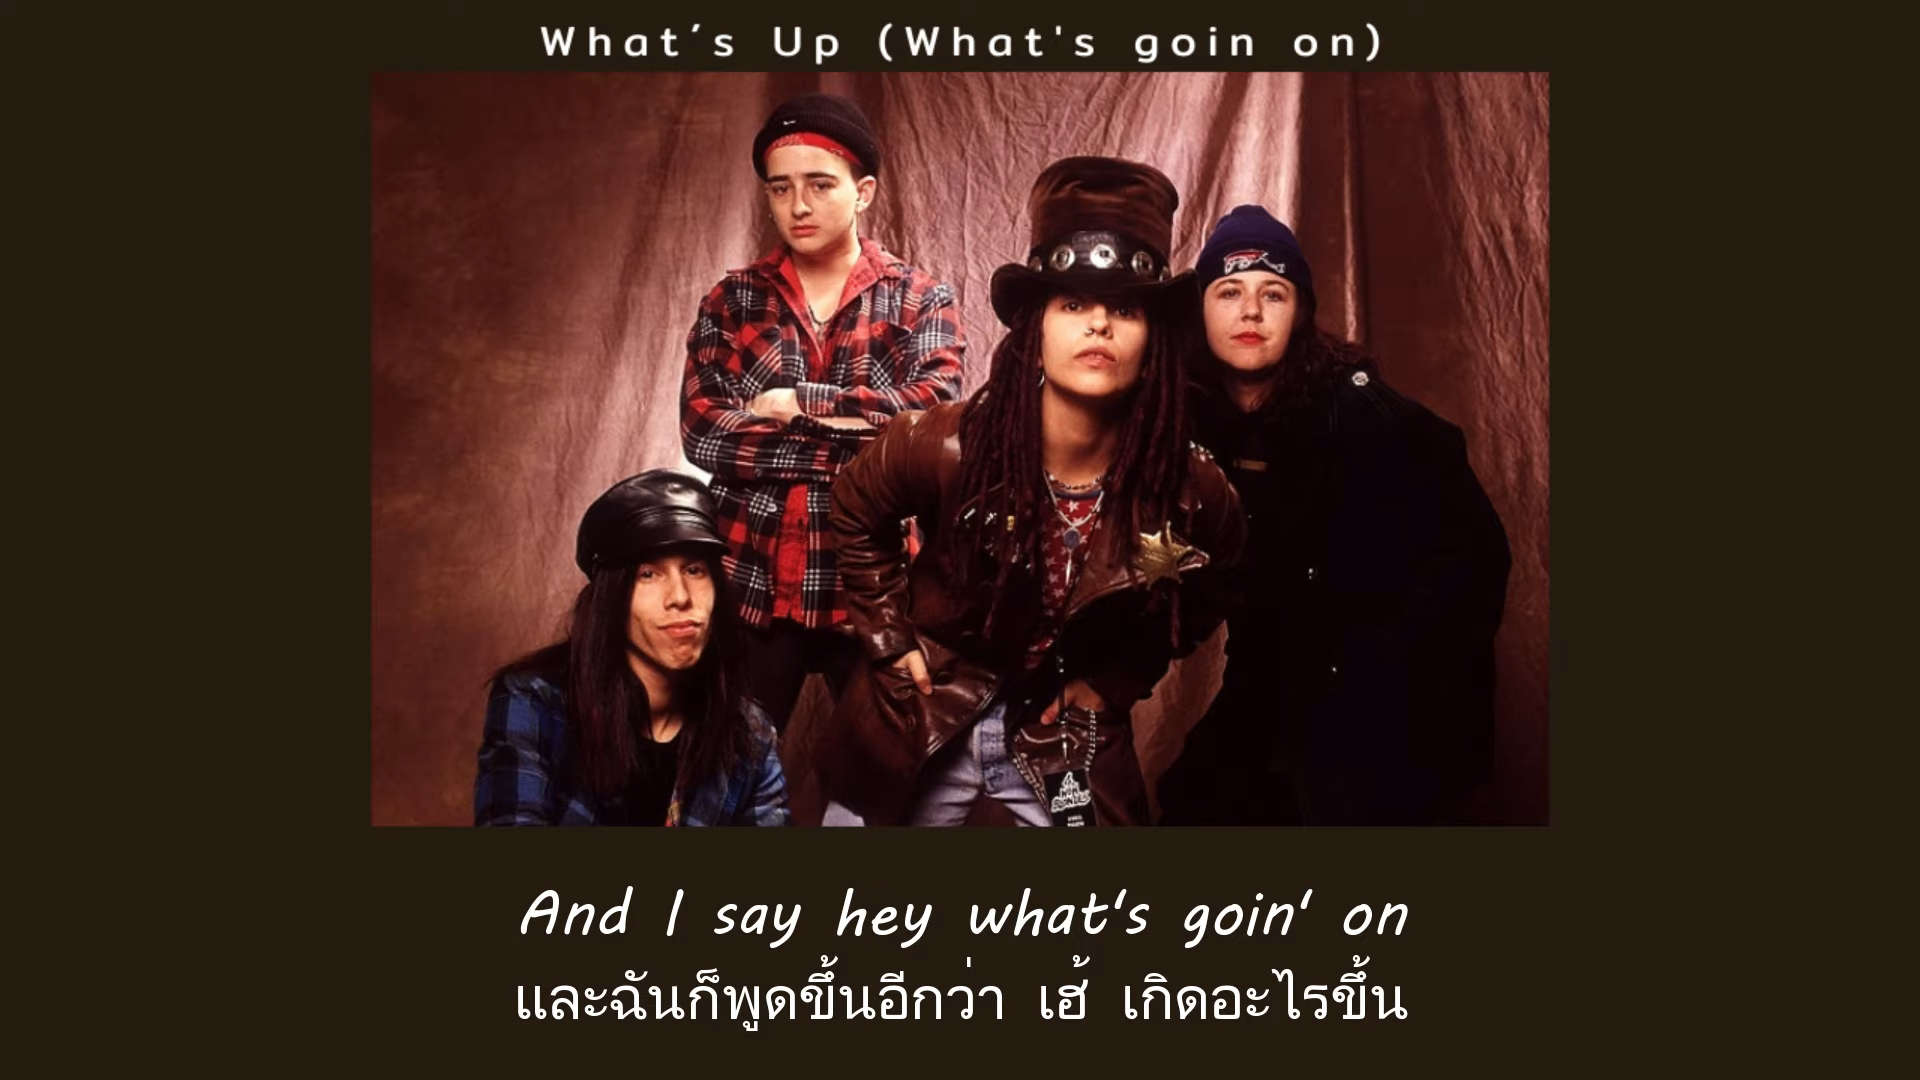 What´s Up (What's goin on)
And I say hey what's goin' on
และฉันก็พูดขึ้นอีกว่า เฮ้ เกิดอะไรขึ้น